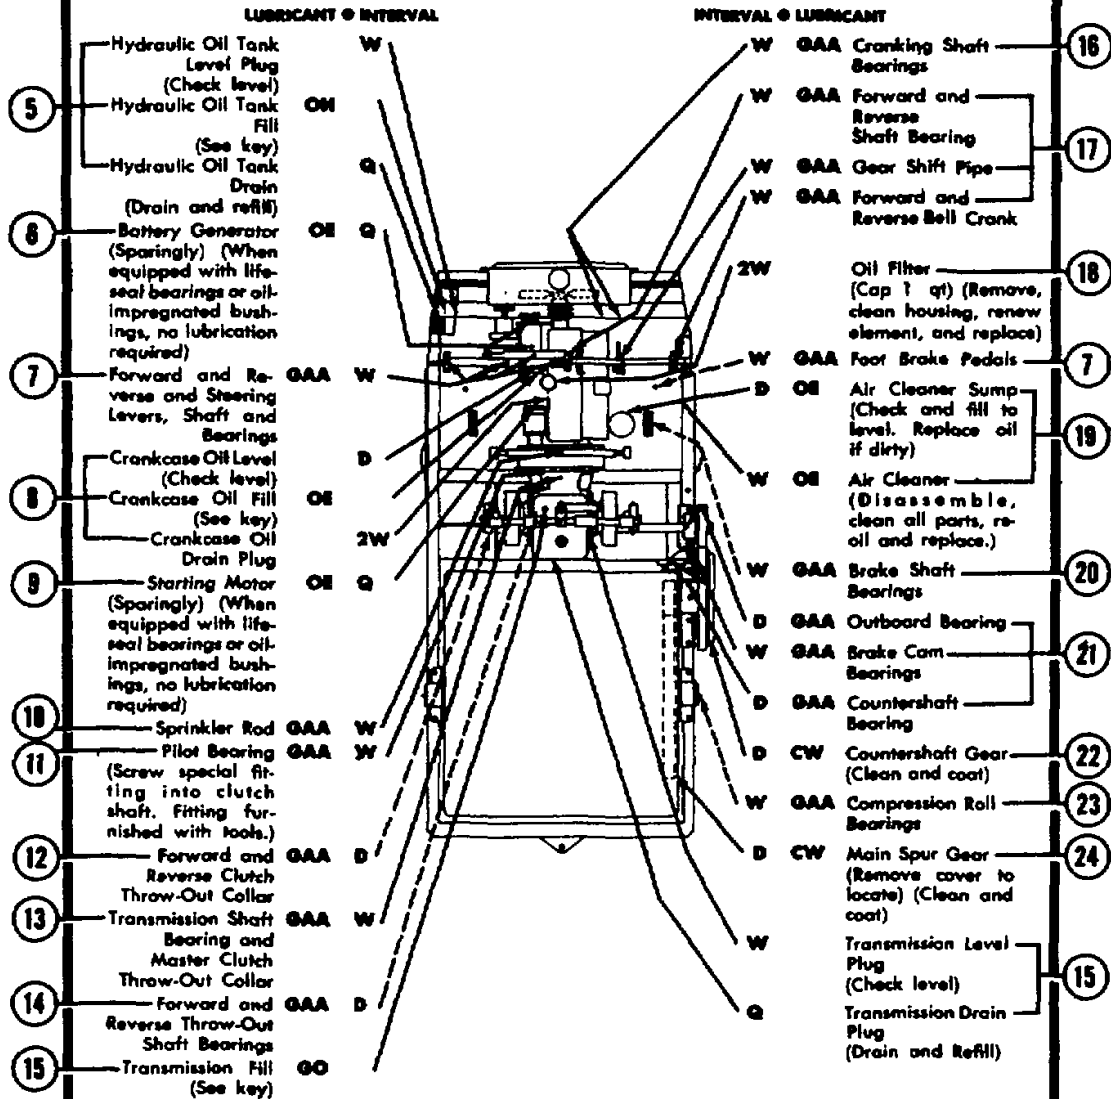 LUBRICANT ● INTERVAL
Hydraulic Oil Tank W
Level Plug
(Check level)
5
Hydraulic Oil Tank OH
Fill
(See key)
Hydraulic Oil Tank Q
Drain
(Drain and refill)
6
Battery Generator OE Q
(Sparingly) (When
equipped with life-
seal bearings or oil-
impregnated bush-
ings, no lubrication
required)
7
Forward and Re- GAA W
verse and Steering
Levers, Shaft and
Bearings
Crankcase Oil Level D
(Check level)
8
Crankcase Oil Fill OE
(See key)
Crankcase Oil 2W
Drain Plug
9
Starting Motor OE Q
(Sparingly) (When
equipped with life-
seal bearings or oil-
impregnated bush-
ings, no lubrication
required)
10
Sprinkler Rod GAA W
11
Pilot Bearing GAA W
(Screw special fit-
ting into clutch
shaft. Fitting fur-
nished with tools.)
12
Forward and GAA D
Reverse Clutch
Throw-Out Collar
13
Transmission Shaft GAA W
Bearing and
Master Clutch
Throw-Out Collar
14
Forward and GAA D
Reverse Throw-Out
Shaft Bearings
15
Transmission Fill GO
(See key)
INTERVAL ● LUBRICANT
W GAA Cranking Shaft
Bearings
16
W GAA Forward and
Reverse
Shaft Bearing
17
W GAA Gear Shift Pipe
W GAA Forward and
Reverse Bell Crank
2W Oil Filter
18
(Cap 1 qt) (Remove,
clean housing, renew
element, and replace)
W GAA Foot Brake Pedals
7
D OE Air Cleaner Sump
(Check and fill to
level. Replace oil
if dirty)
19
W OE Air Cleaner
(Disassemble,
clean all parts, re-
oil and replace.)
W GAA Brake Shaft
Bearings
20
D GAA Outboard Bearing
W GAA Brake Cam
Bearings
21
D GAA Countershaft
Bearing
D CW Countershaft Gear
(Clean and coat)
22
W GAA Compression Roll
Bearings
23
D CW Main Spur Gear
24
(Remove cover to
locate) (Clean and
coat)
W Transmission Level
Plug
(Check level)
15
Q Transmission Drain
Plug
(Drain and Refill)